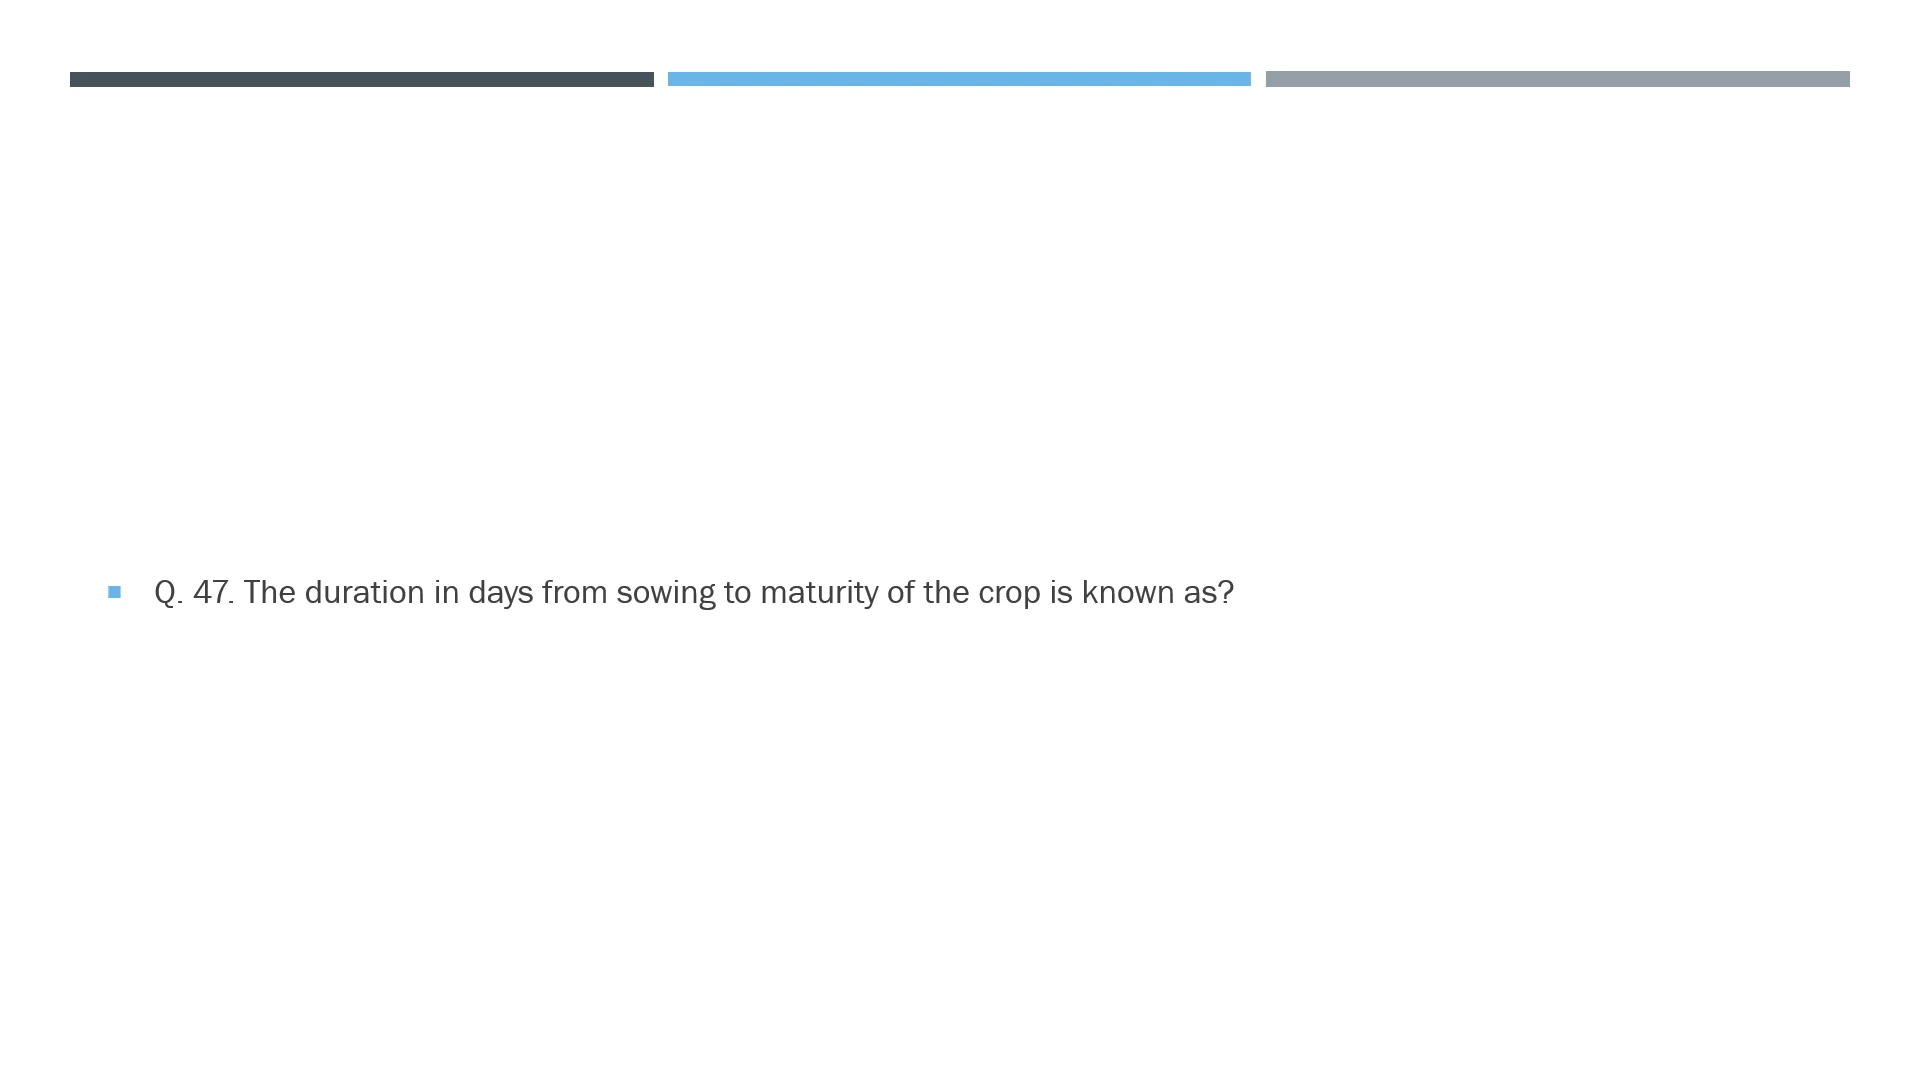 Q. 47. The duration in days from sowing to maturity of the crop is known as?